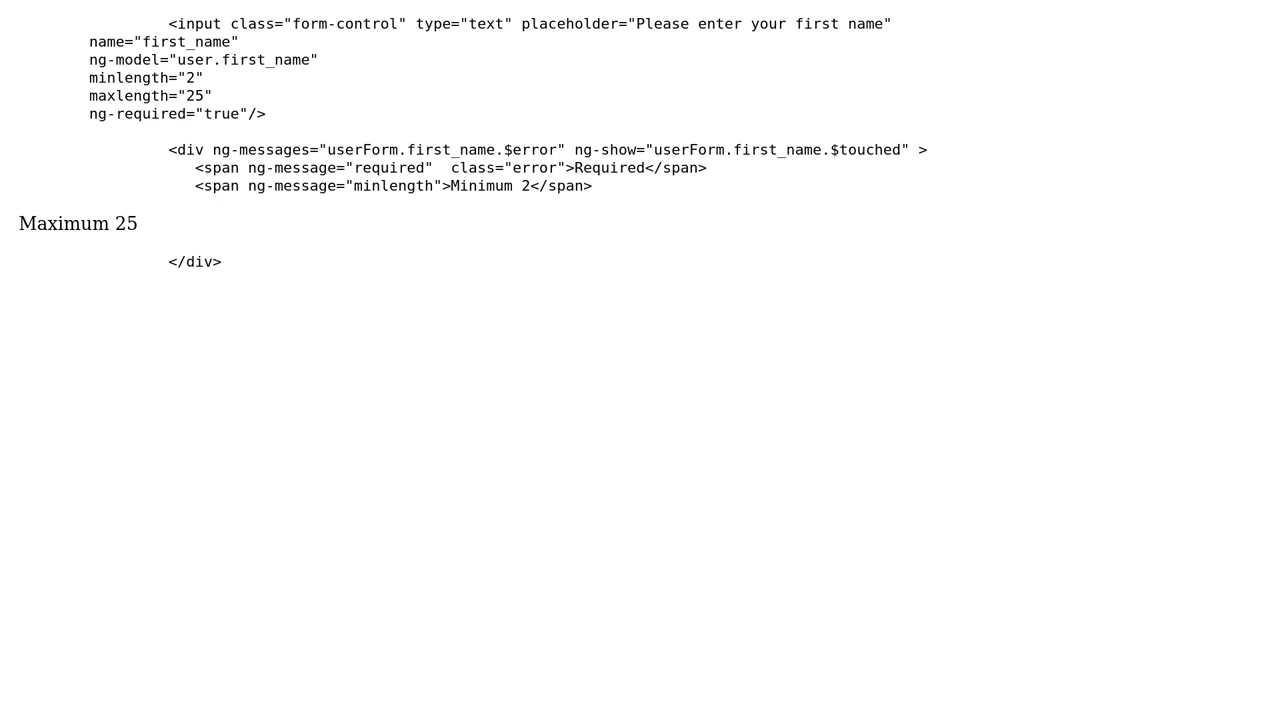 <input class="form-control" type="text" placeholder="Please enter your first name"
name="first_name"
ng-model="user.first_name"
minlength="2"
maxlength="25"
ng-required="true"/>
<div ng-messages="userForm.first_name.$error" ng-show="userForm.first_name.$touched" >
<span ng-message="required"  class="error">Required</span>
<span ng-message="minlength">Minimum 2</span>
Maximum 25
</div>